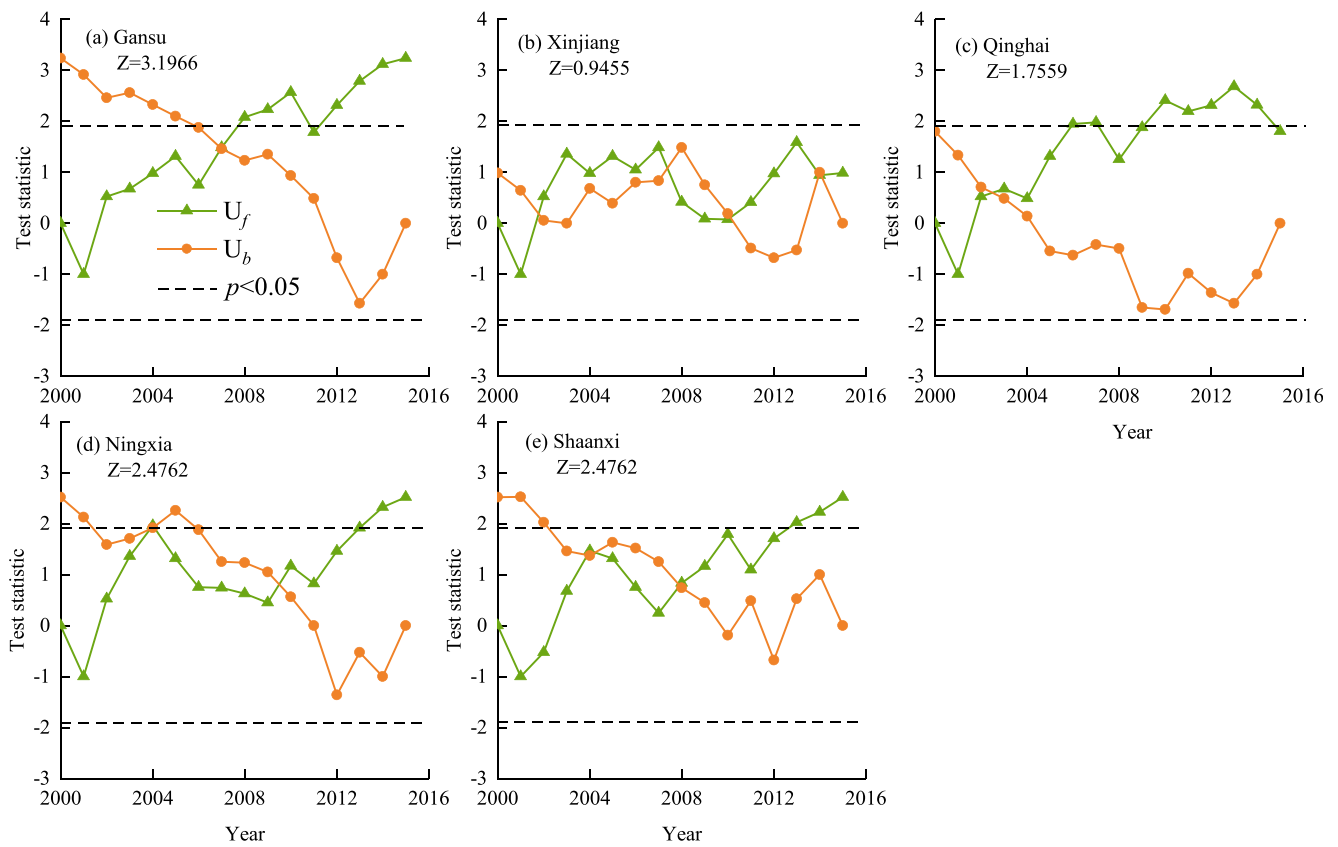 (a) Gansu
Z=3.1966
Test statistic
4
3
2
1
0
-1
-2
-3
U_f
U_b
p<0.05
2000 2004 2008 2012 2016
(b) Xinjiang
Z=0.9455
Test statistic
4
3
2
1
0
-1
-2
-3
2000 2004 2008 2012 2016
(c) Qinghai
Z=1.7559
Test statistic
4
3
2
1
0
-1
-2
-3
2000 2004 2008 2012 2016
Year
(d) Ningxia
Z=2.4762
Test statistic
4
3
2
1
0
-1
-2
-3
2000 2004 2008 2012 2016
Year
(e) Shaanxi
Z=2.4762
Test statistic
4
3
2
1
0
-1
-2
-3
2000 2004 2008 2012 2016
Year